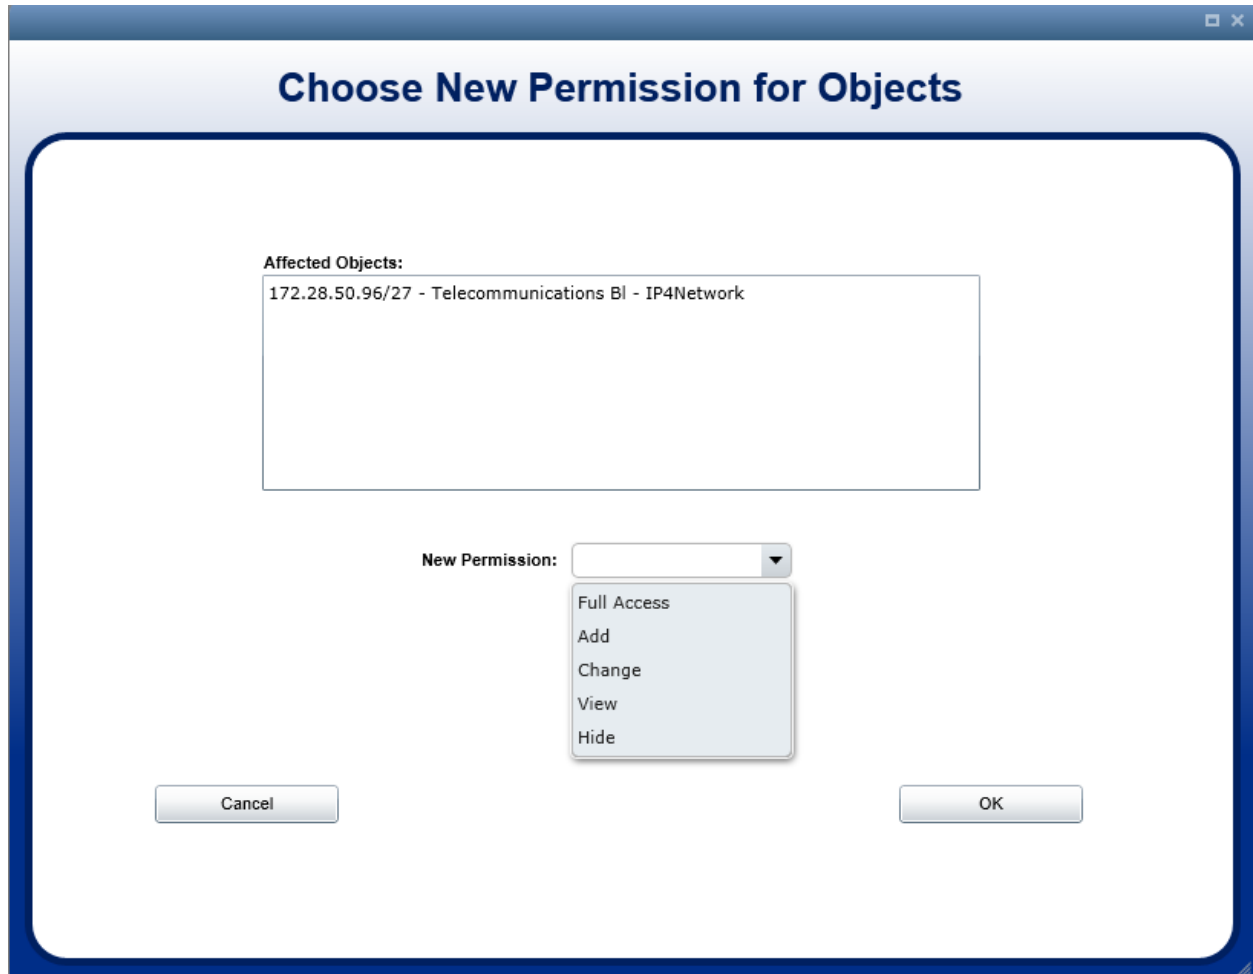 Choose New Permission for Objects
Affected Objects:
172.28.50.96/27 - Telecommunications Bl - IP4Network
New Permission:
Full Access
Add
Change
View
Hide
Cancel
OK